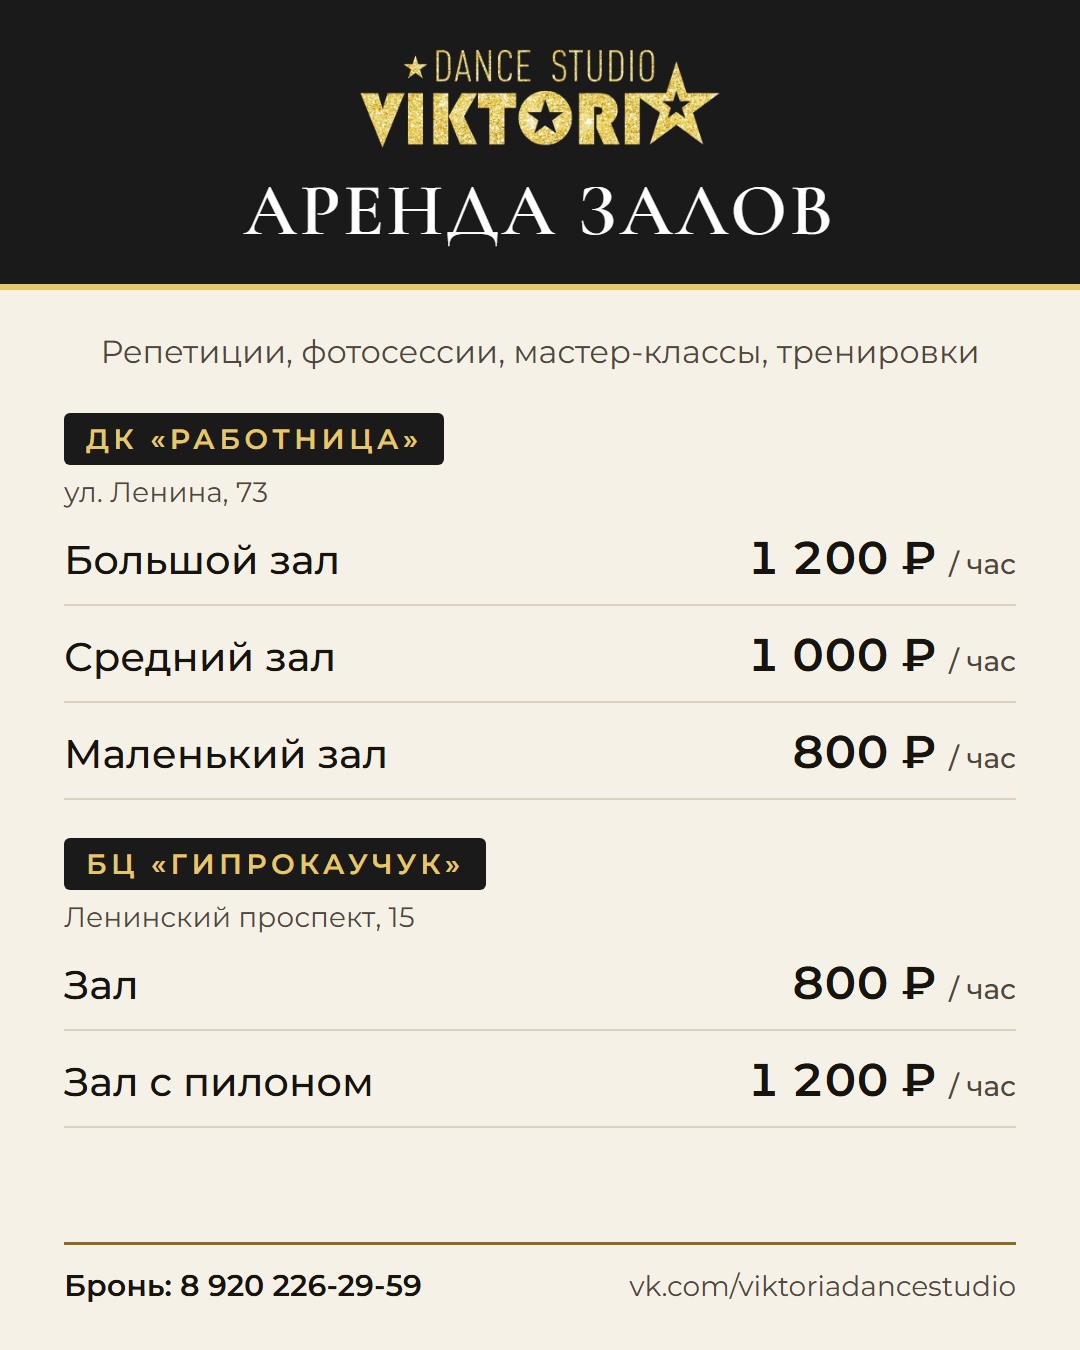 DANCE STUDIO
VIKTORIA
АРЕНДА ЗАЛОВ
Репетиции, фотосессии, мастер-классы, тренировки
ДК «РАБОТНИЦА»
ул. Ленина, 73
Большой зал 1 200 ₽ / час
Средний зал 1 000 ₽ / час
Маленький зал 800 ₽ / час
БЦ «ГИПРОКАУЧУК»
Ленинский проспект, 15
Зал 800 ₽ / час
Зал с пилоном 1 200 ₽ / час
Бронь: 8 920 226-29-59 vk.com/viktoriadancestudio